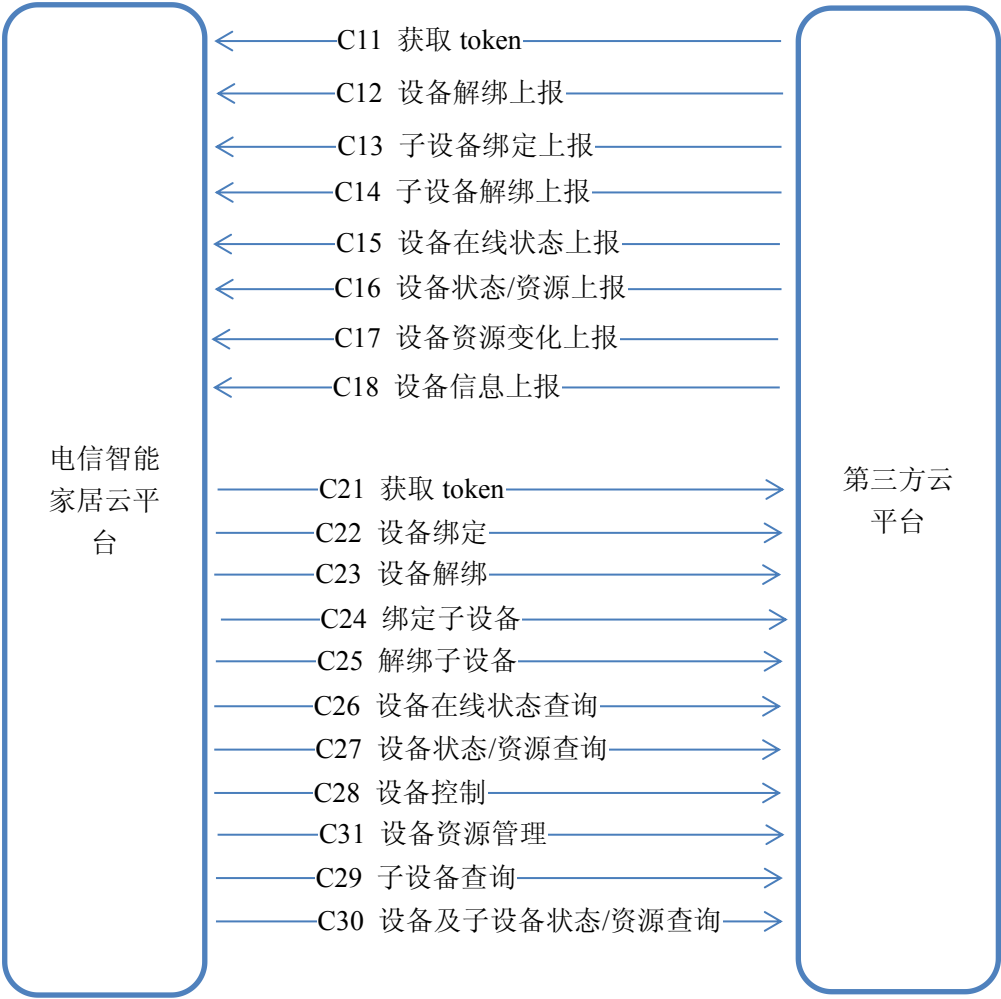 C11 获取 token
C12 设备解绑上报
C13 子设备绑定上报
C14 子设备解绑上报
C15 设备在线状态上报
C16 设备状态/资源上报
C17 设备资源变化上报
C18 设备信息上报
电信智能
家居云平
台
第三方云
平台
C21 获取 token
C22 设备绑定
C23 设备解绑
C24 绑定子设备
C25 解绑子设备
C26 设备在线状态查询
C27 设备状态/资源查询
C28 设备控制
C31 设备资源管理
C29 子设备查询
C30 设备及子设备状态/资源查询